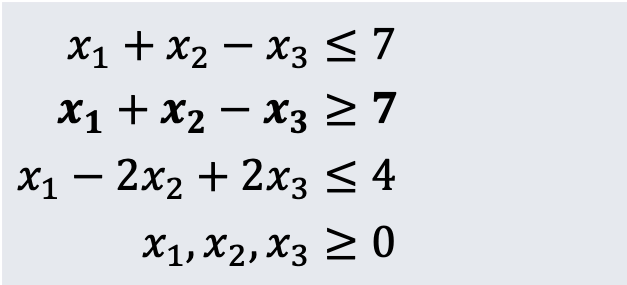 x₁ + x₂ − x₃ ≤ 7
x₁ + x₂ − x₃ ≥ 7
x₁ − 2x₂ + 2x₃ ≤ 4
x₁, x₂, x₃ ≥ 0